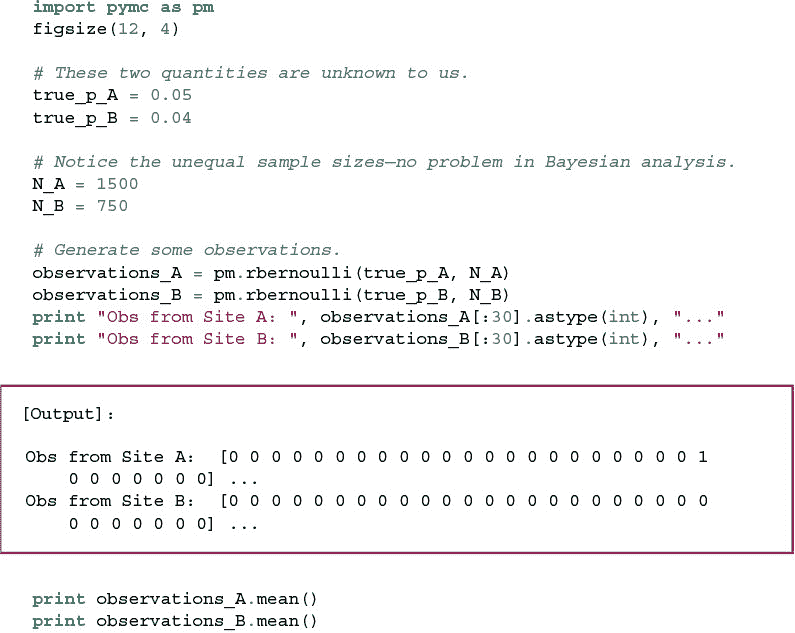 import pymc as pm
figsize(12, 4)
# These two quantities are unknown to us.
true_p_A = 0.05
true_p_B = 0.04
# Notice the unequal sample sizes—no problem in Bayesian analysis.
N_A = 1500
N_B = 750
# Generate some observations.
observations_A = pm.rbernoulli(true_p_A, N_A)
observations_B = pm.rbernoulli(true_p_B, N_B)
print "Obs from Site A: ", observations_A[:30].astype(int), "..."
print "Obs from Site B: ", observations_B[:30].astype(int), "..."
[Output]:
Obs from Site A:  [0 0 0 0 0 0 0 0 0 0 0 0 0 0 0 0 0 0 0 0 0 0 1
0 0 0 0 0 0 0] ...
Obs from Site B:  [0 0 0 0 0 0 0 0 0 0 0 0 0 0 0 0 0 0 0 0 0 0 0
0 0 0 0 0 0 0] ...
print observations_A.mean()
print observations_B.mean()